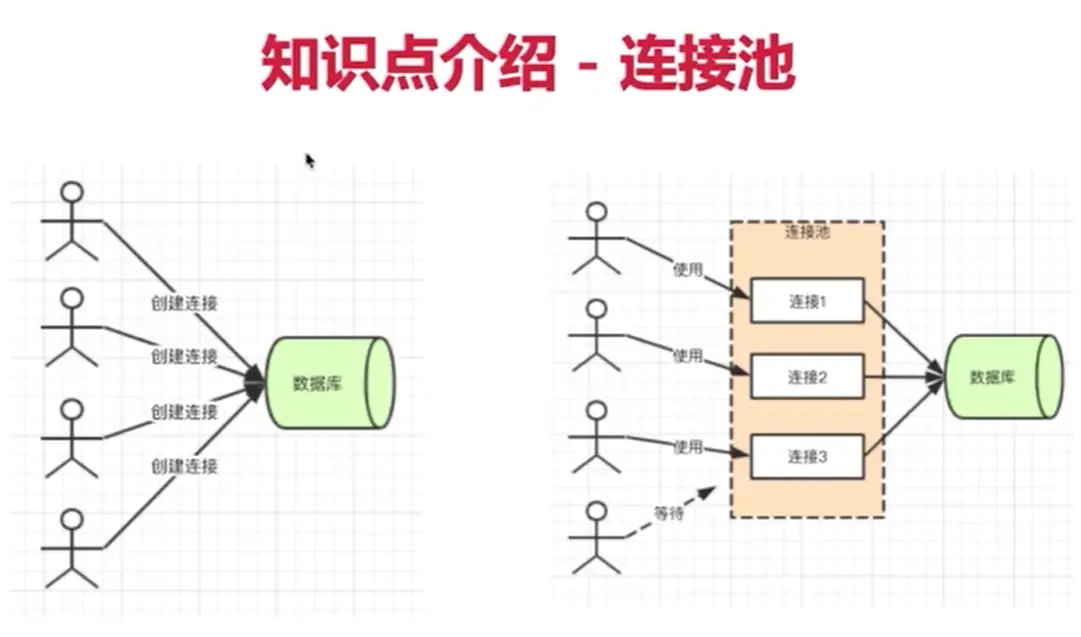 知识点介绍 - 连接池
创建连接
创建连接
创建连接
创建连接
数据库
连接池
使用
连接1
使用
连接2
使用
连接3
等待
数据库